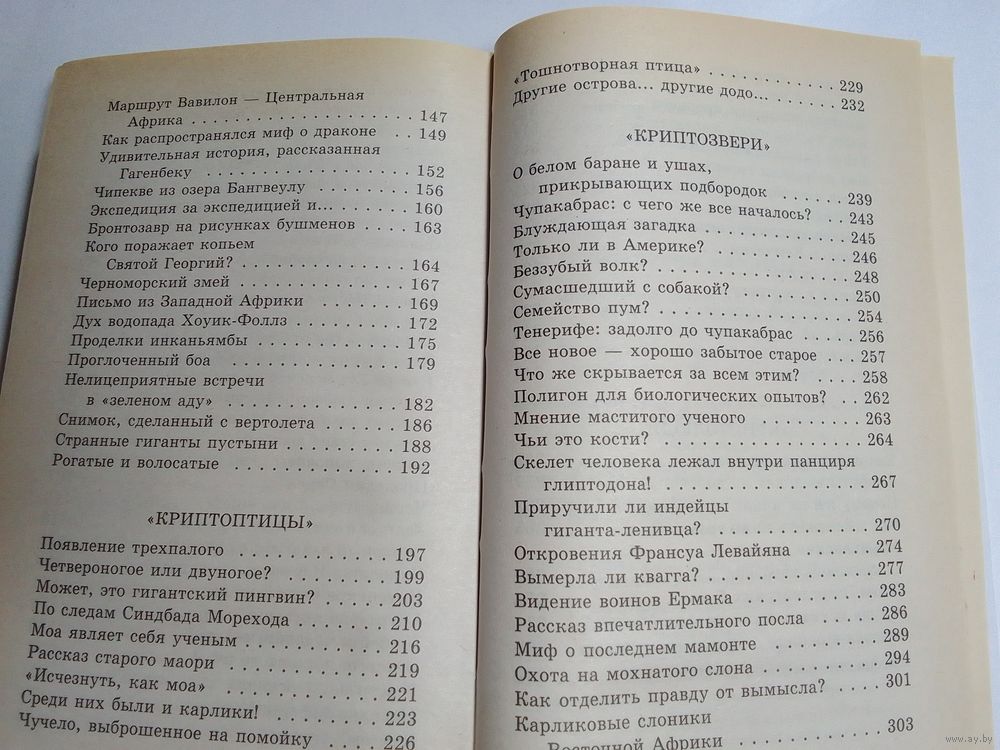 Маршрут Вавилон — Центральная
Африка . . . . . . . . . . . . . . . . . . . . 147
Как распространялся миф о драконе . . 149
Удивительная история, рассказанная
Гагенбеку . . . . . . . . . . . . . . . . . . 152
Чипекве из озера Бангвеулу . . . . . . . . 156
Экспедиция за экспедицией и... . . . . . . . 160
Бронтозавр на рисунках бушменов . . . . 163
Кого поражает копьем
Святой Георгий? . . . . . . . . . . . . . . . 164
Черноморский змей . . . . . . . . . . . . . . . 167
Письмо из Западной Африки . . . . . . . 169
Дух водопада Хоуик-Фоллз . . . . . . . . . 172
Проделки инканьямбы . . . . . . . . . . . . . 175
Проглоченный боа . . . . . . . . . . . . . . . 179
Нелицеприятные встречи
в «зеленом аду» . . . . . . . . . . . . . . . 182
Снимок, сделанный с вертолета . . . . . . 186
Странные гиганты пустыни . . . . . . . . . 188
Рогатые и волосатые . . . . . . . . . . . . . 192
«КРИПТОПТИЦЫ»
Появление трехпалого . . . . . . . . . . . . 197
Четвероногое или двуногое? . . . . . . . . 199
Может, это гигантский пингвин? . . . . . 203
По следам Синдбада Морехода . . . . . . . 210
Моа являет себя ученым . . . . . . . . . . . 216
Рассказ старого маори . . . . . . . . . . . . 219
«Исчезнуть, как моа» . . . . . . . . . . . . . 221
Среди них были и карлики! . . . . . . . . . 223
Чучело, выброшенное на помойку . . . . 226
«Тошнотворная птица» . . . . . . . . . . . 229
Другие острова... другие додо... . . . . . . 232
«КРИПТОЗВЕРИ»
О белом баране и ушах,
прикрывающих подбородок . . . . . . 239
Чупакабрас: с чего же все началось? . . 243
Блуждающая загадка . . . . . . . . . . . . . 245
Только ли в Америке? . . . . . . . . . . . . 246
Беззубый волк? . . . . . . . . . . . . . . . . . 248
Сумасшедший с собакой? . . . . . . . . . . 250
Семейство пум? . . . . . . . . . . . . . . . . . 254
Тенерифе: задолго до чупакабрас . . . . . 256
Все новое — хорошо забытое старое . . . 257
Что же скрывается за всем этим? . . . . 258
Полигон для биологических опытов? . . 262
Мнение маститого ученого . . . . . . . . . 263
Чьи это кости? . . . . . . . . . . . . . . . . . 264
Скелет человека лежал внутри панциря
глиптодона! . . . . . . . . . . . . . . . . . 267
Приручили ли индейцы
гиганта-ленивца? . . . . . . . . . . . . . 270
Откровения Франсуа Левайяна . . . . . . 274
Вымерла ли квагга? . . . . . . . . . . . . . . 277
Видение воинов Ермака . . . . . . . . . . . 283
Рассказ впечатлительного посла . . . . . 286
Миф о последнем мамонте . . . . . . . . . 289
Охота на мохнатого слона . . . . . . . . . . 294
Как отделить правду от вымысла? . . . . 301
Карликовые слоники
Восточной Африки . . . . . . . . . . . . 303
www.ay.by